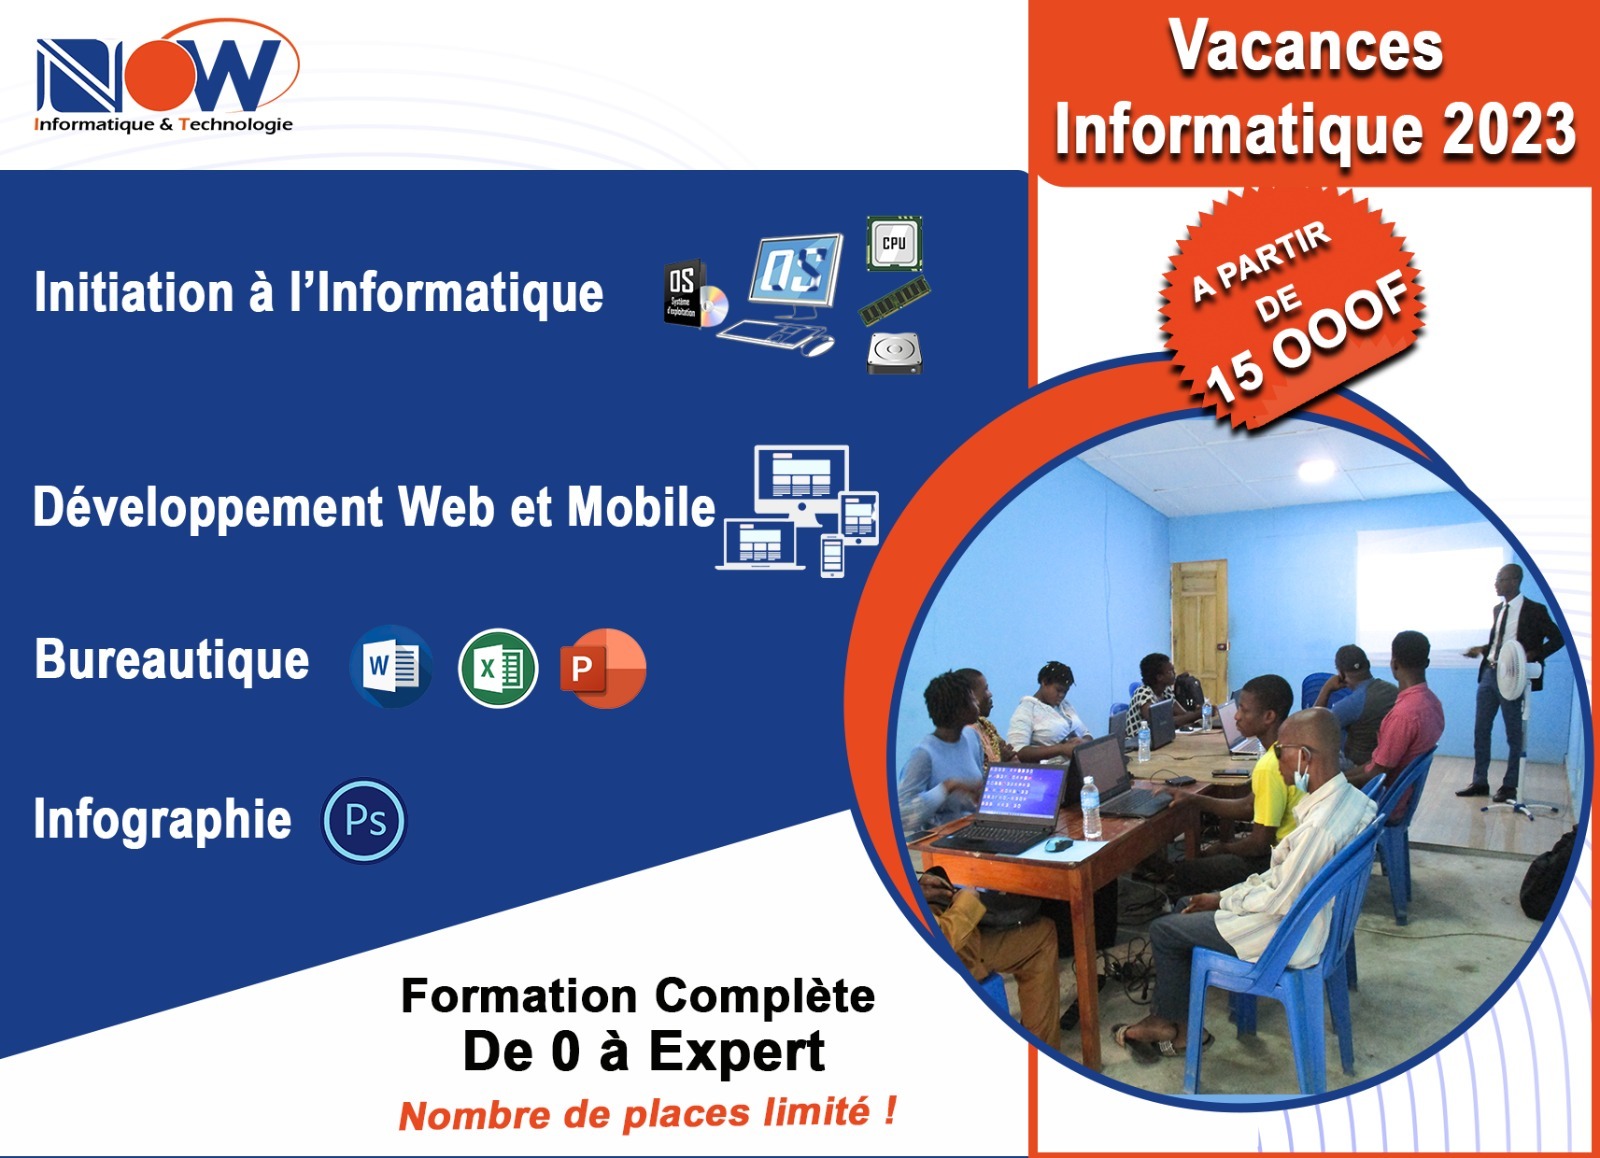 NOW
Informatique & Technologie
Vacances
Informatique 2023
A PARTIR
DE
15 OOOF
Initiation à l'Informatique
OS
Système
d'exploitation
OS
CPU
Développement Web et Mobile
Bureautique
W
X
P
Infographie
Ps
Formation Complète
De 0 à Expert
Nombre de places limité !